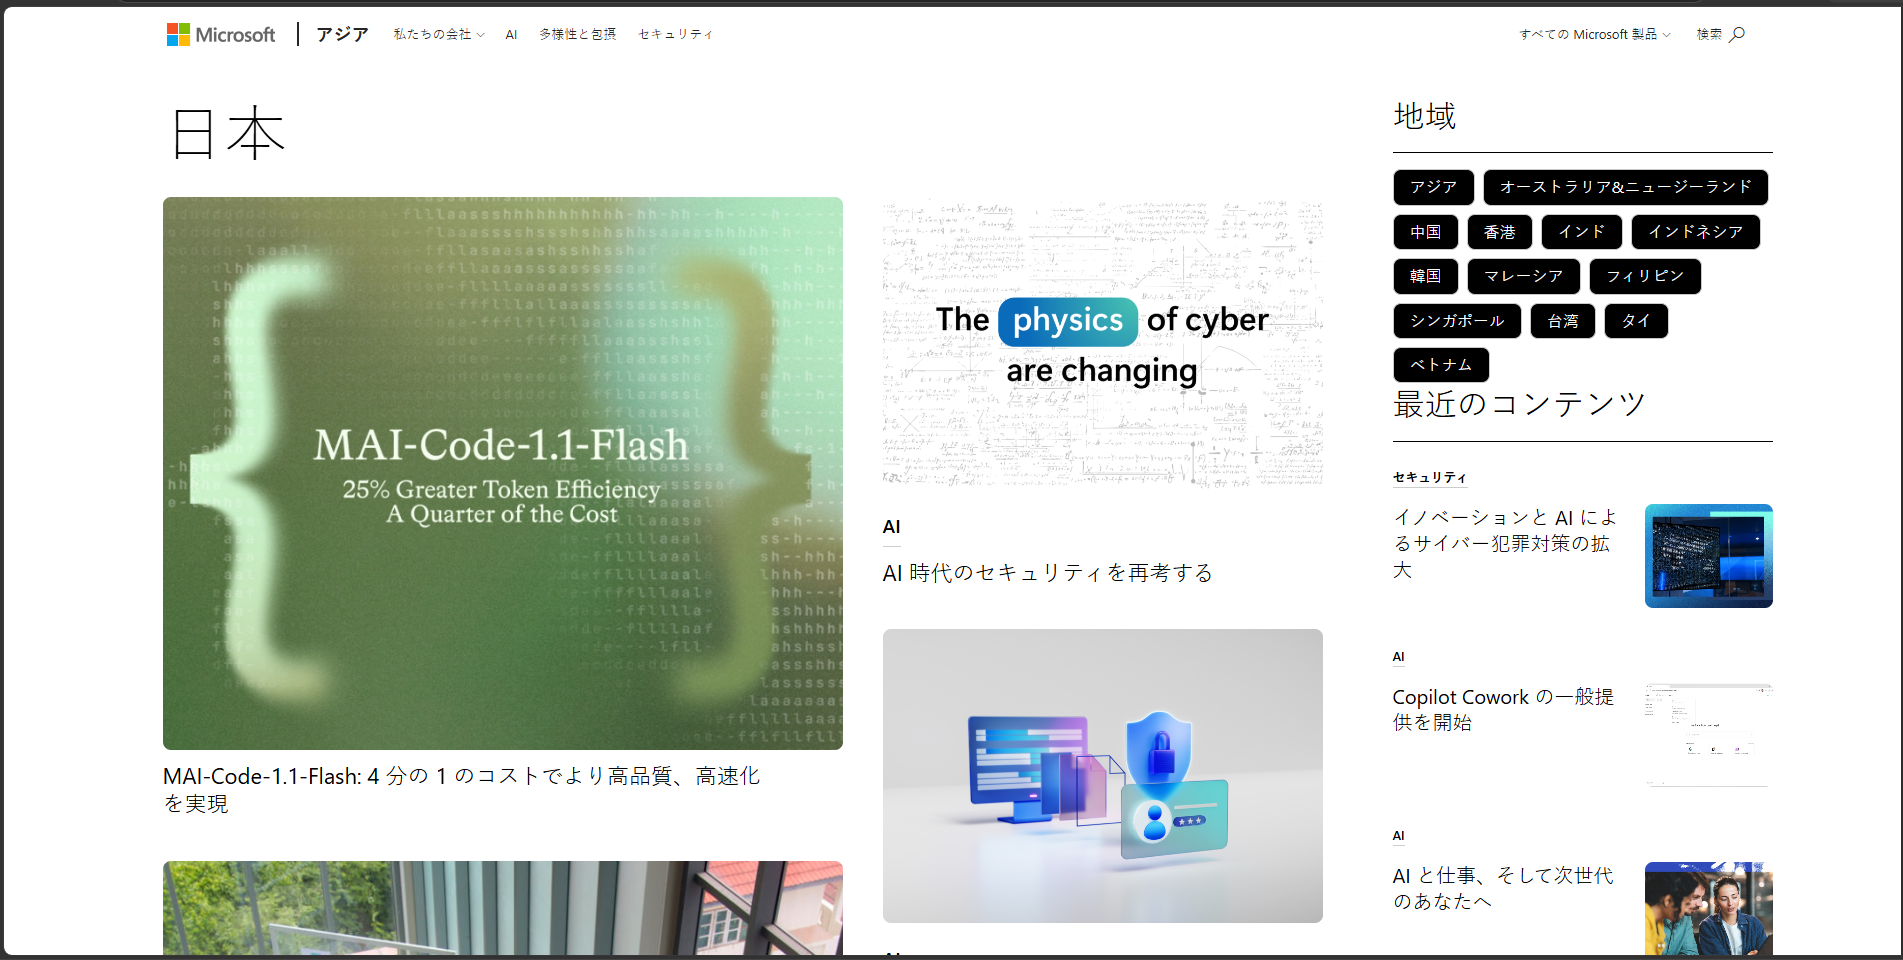 Microsoft
アジア
私たちの会社
AI
多様性と包摂
セキュリティ
すべての Microsoft 製品
検索
日本
MAI-Code-1.1-Flash
25% Greater Token Efficiency
A Quarter of the Cost
MAI-Code-1.1-Flash: 4 分の 1 のコストでより高品質、高速化
を実現
The physics of cyber
are changing
AI
AI 時代のセキュリティを再考する
地域
アジア
オーストラリア&ニュージーランド
中国
香港
インド
インドネシア
韓国
マレーシア
フィリピン
シンガポール
台湾
タイ
ベトナム
最近のコンテンツ
セキュリティ
イノベーションと AI によ
るサイバー犯罪対策の拡
大
AI
Copilot Cowork の一般提
供を開始
AI
AI と仕事、そして次世代
のあなたへ